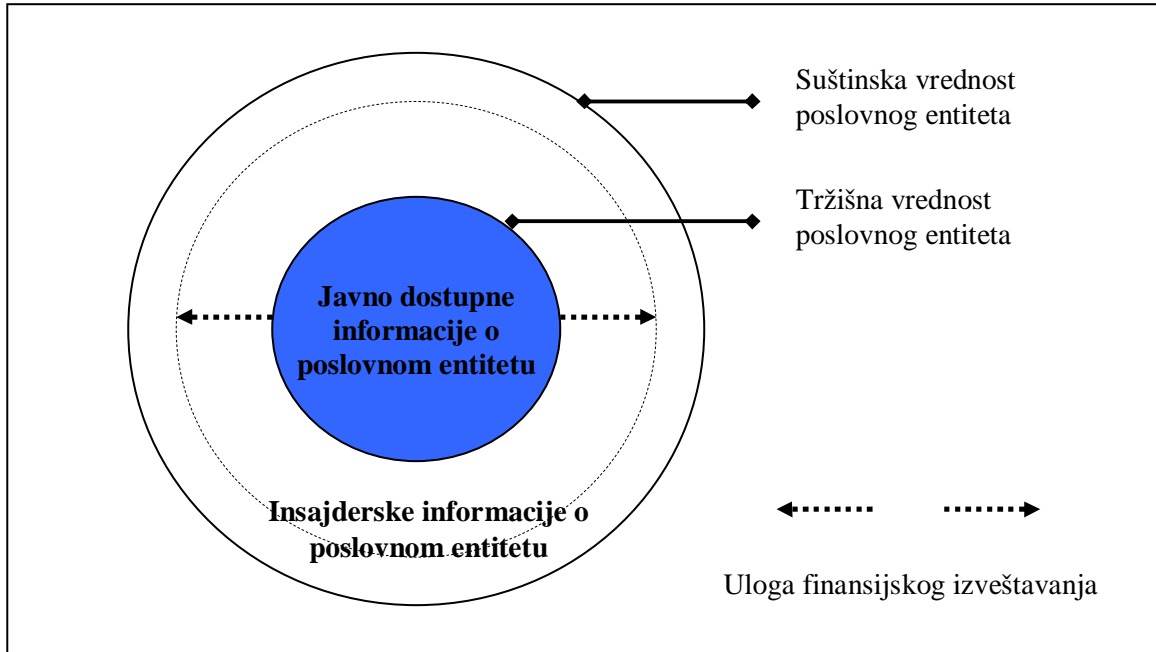 Suštinska vrednost
poslovnog entiteta
Tržišna vrednost
poslovnog entiteta
Javno dostupne
informacije o
poslovnom entitetu
Insajderske informacije o
poslovnom entitetu
Uloga finansijskog izveštavanja